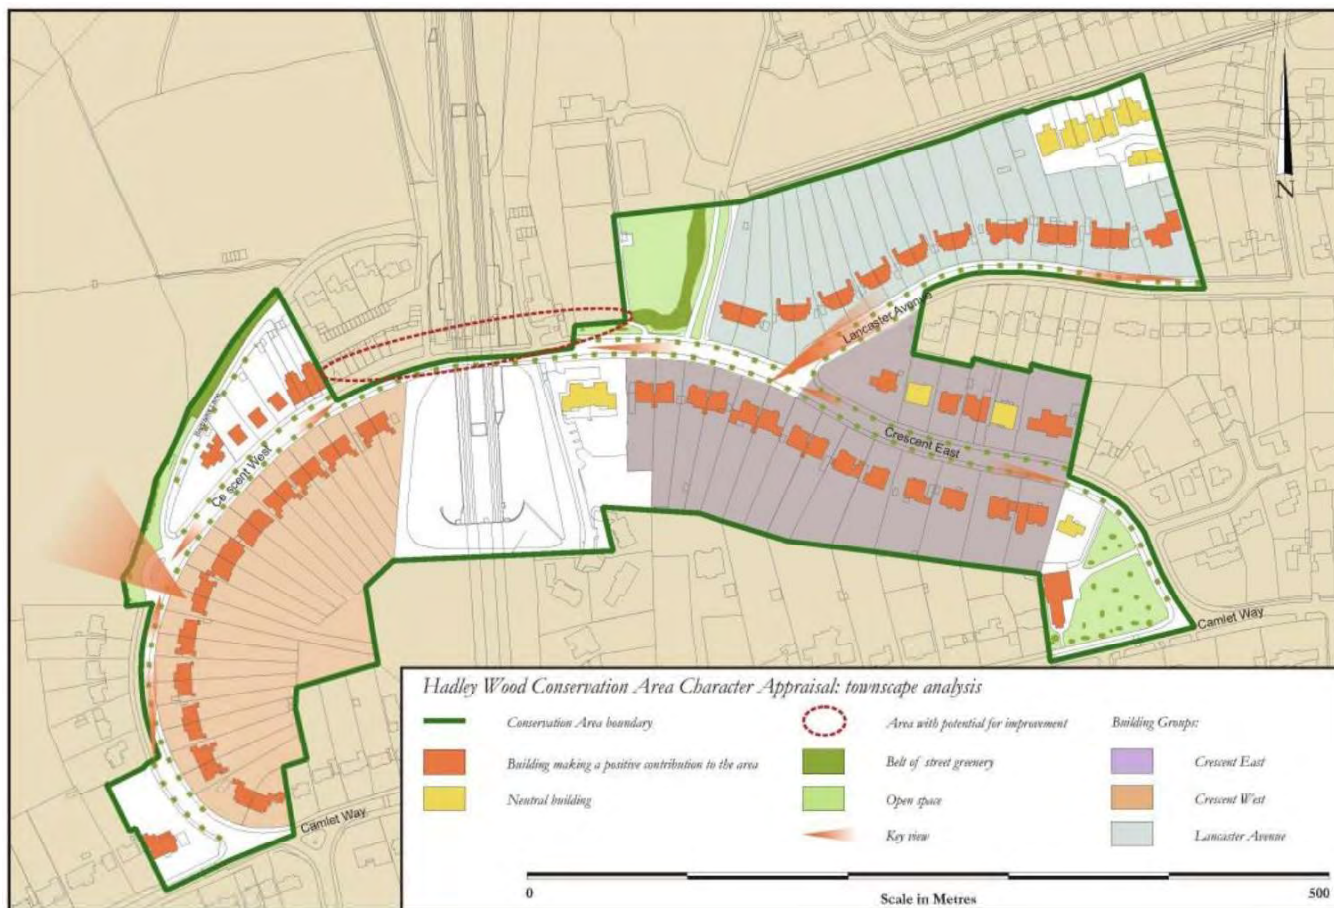 N
Lancaster Avenue
Crescent East
Ce scent West
Camlet Way
Camlet Way
Hadley Wood Conservation Area Character Appraisal: townscape analysis
Conservation Area boundary
Area with potential for improvement
Building Groups:
Building making a positive contribution to the area
Belt of street greenery
Crescent East
Neutral building
Open space
Crescent West
Key view
Lancaster Avenue
0
500
Scale in Metres